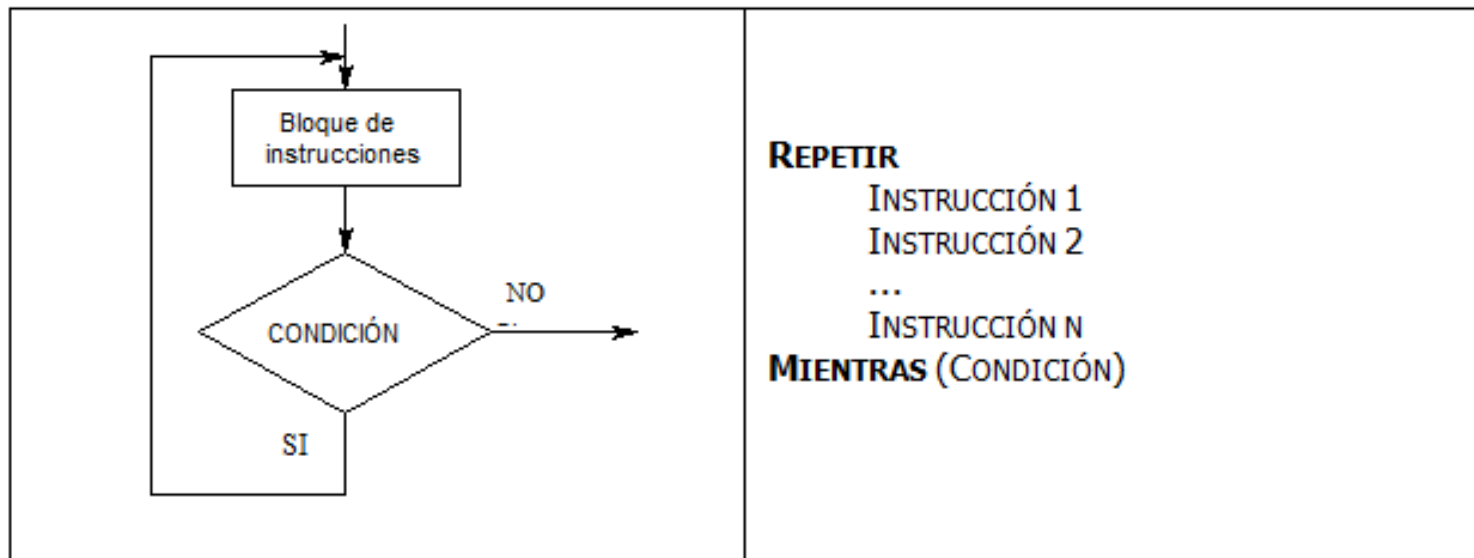 Bloque de
instrucciones
CONDICIÓN
NO
SI
REPETIR
INSTRUCCIÓN 1
INSTRUCCIÓN 2
...
INSTRUCCIÓN N
MIENTRAS (CONDICIÓN)